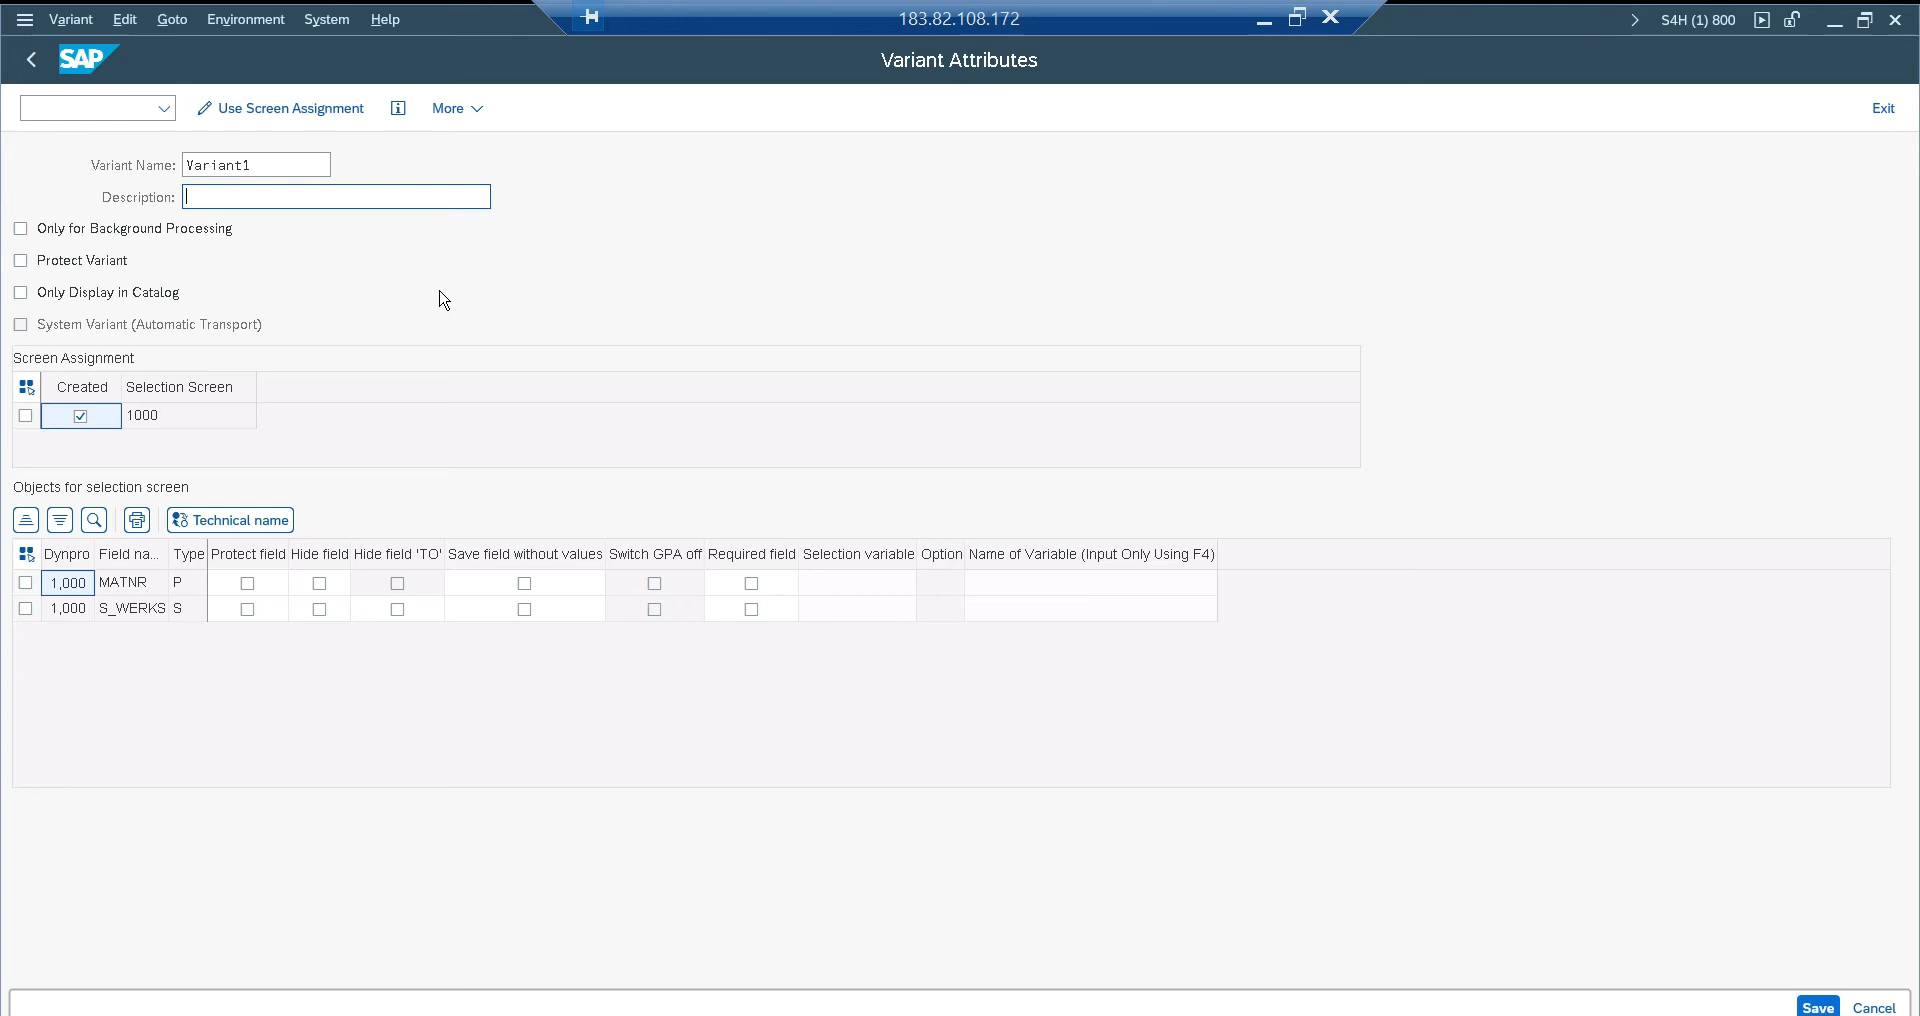 Variant Edit Goto Environment System Help 183.82.108.172 S4H (1) 800
SAP Variant Attributes
Use Screen Assignment More Exit
Variant Name: Variant1
Description:
Only for Background Processing
Protect Variant
Only Display in Catalog
System Variant (Automatic Transport)
Screen Assignment
Created Selection Screen
1000
Objects for selection screen
Technical name
Dynpro Field na... Type Protect field Hide field Hide field 'TO' Save field without values Switch GPA off Required field Selection variable Option Name of Variable (Input Only Using F4)
1,000 MATNR P
1,000 S_WERKS S
Save Cancel